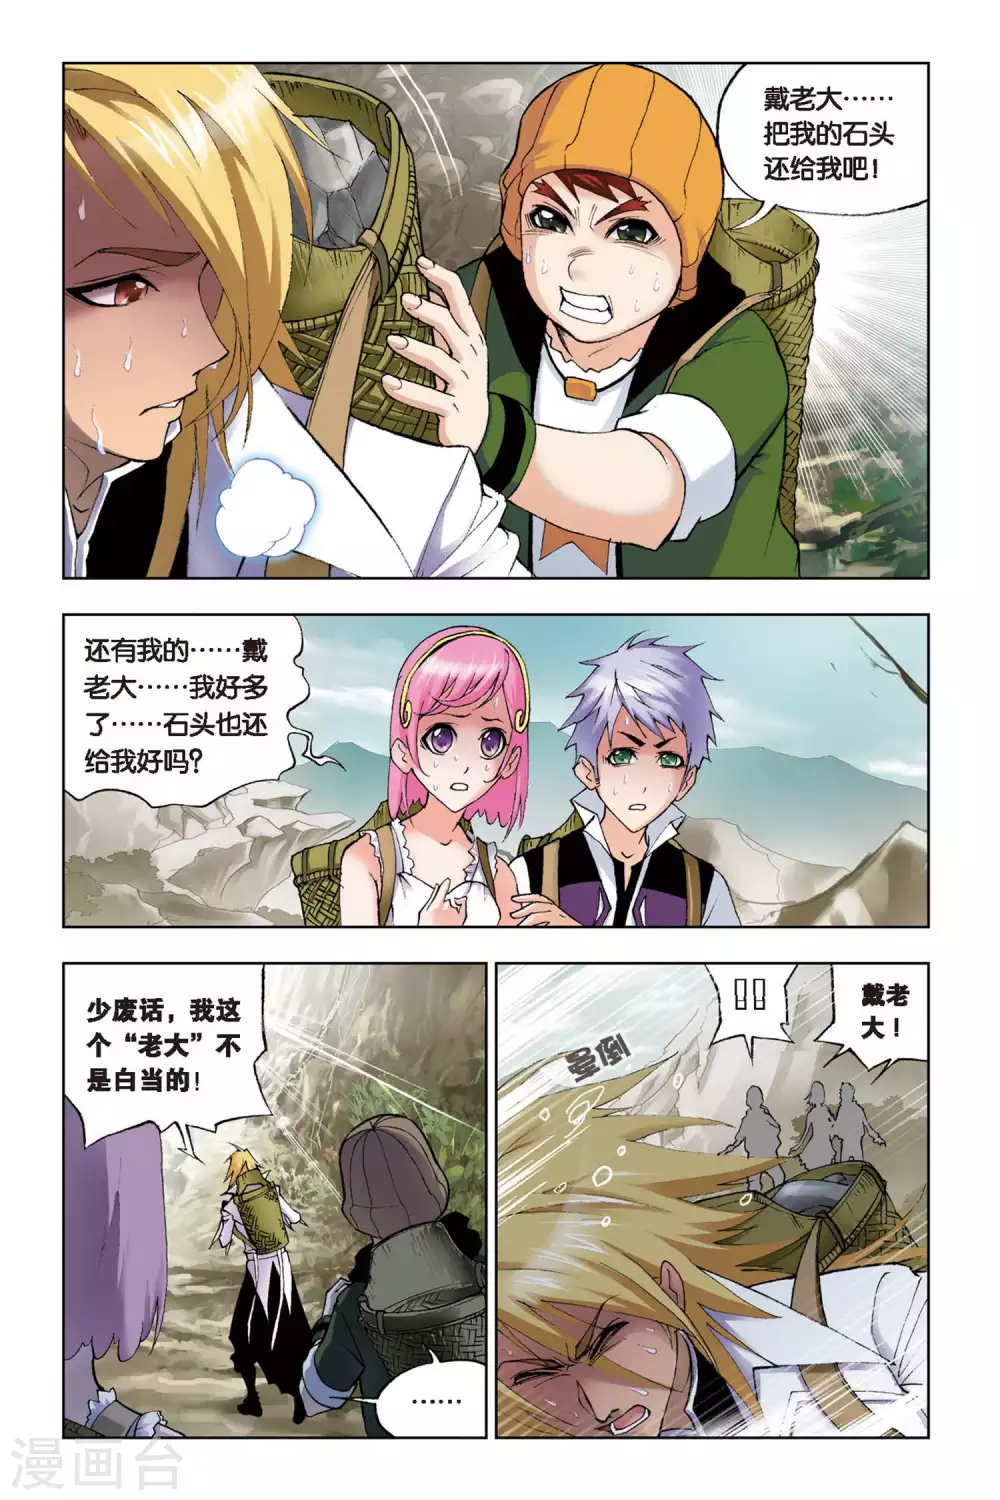 戴老大……
把我的石头
还给我吧！
还有我的……戴
老大……我好多
了……石头也还
给我好吗？
少废话，我这
个“老大”不
是白当的！
……
！！
戴老
大！
晕倒
漫画台